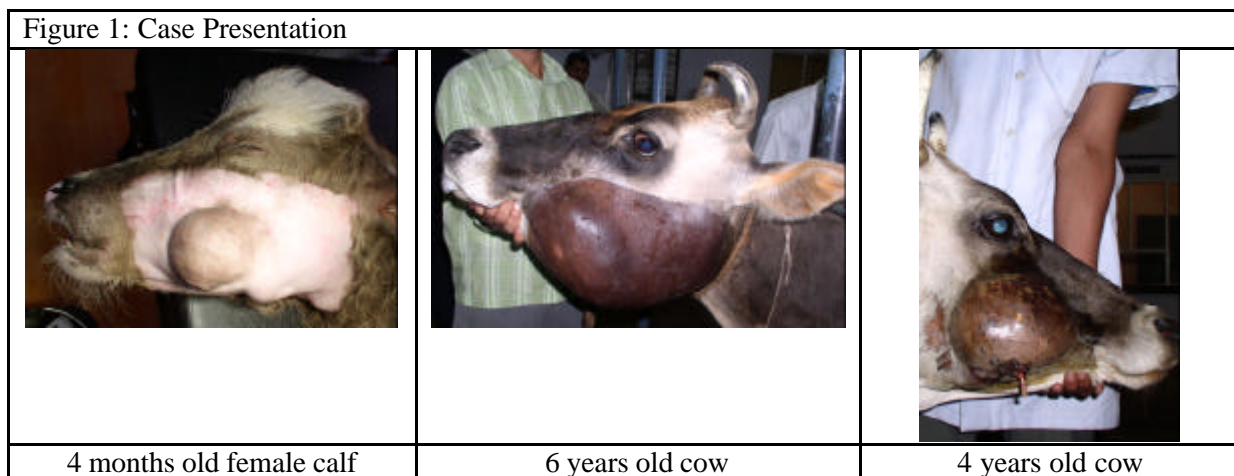 Figure 1: Case Presentation
4 months old female calf
6 years old cow
4 years old cow